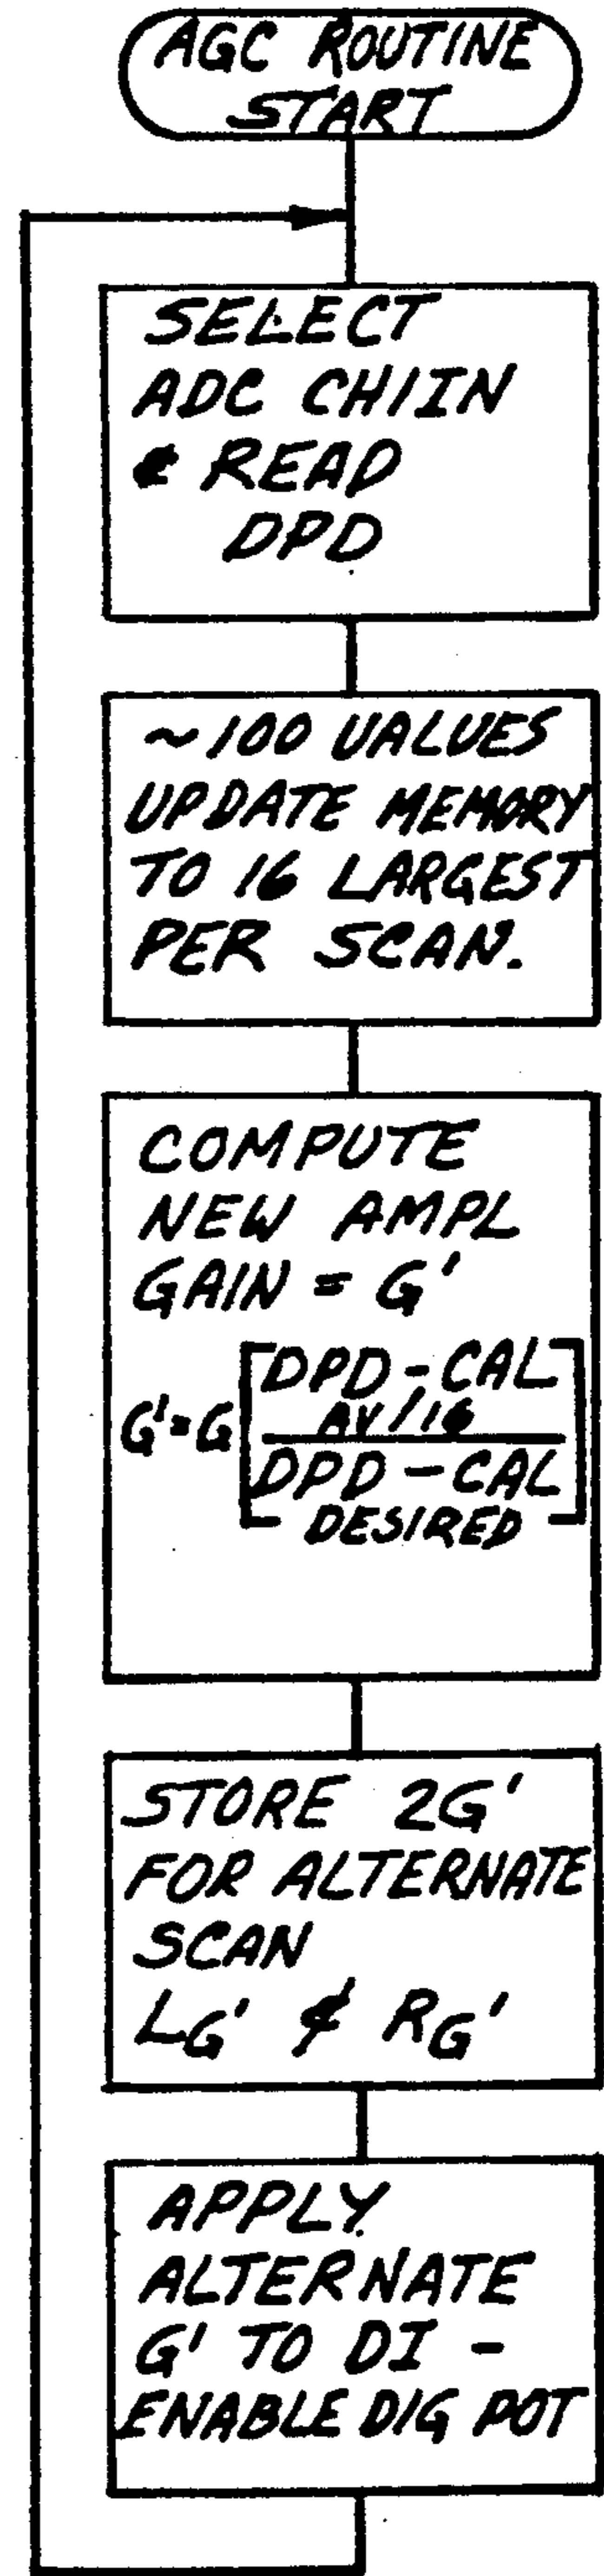 AGC ROUTINE
START
SELECT
ADC CH1IN
& READ
DPD
~100 VALUES
UPDATE MEMORY
TO 16 LARGEST
PER SCAN.
COMPUTE
NEW AMPL
GAIN = G'
DPD - CAL
AV/16
G' = G
DPD - CAL
DESIRED
STORE 2G'
FOR ALTERNATE
SCAN
LG' & RG'
APPLY
ALTERNATE
G' TO DI -
ENABLE DIG POT